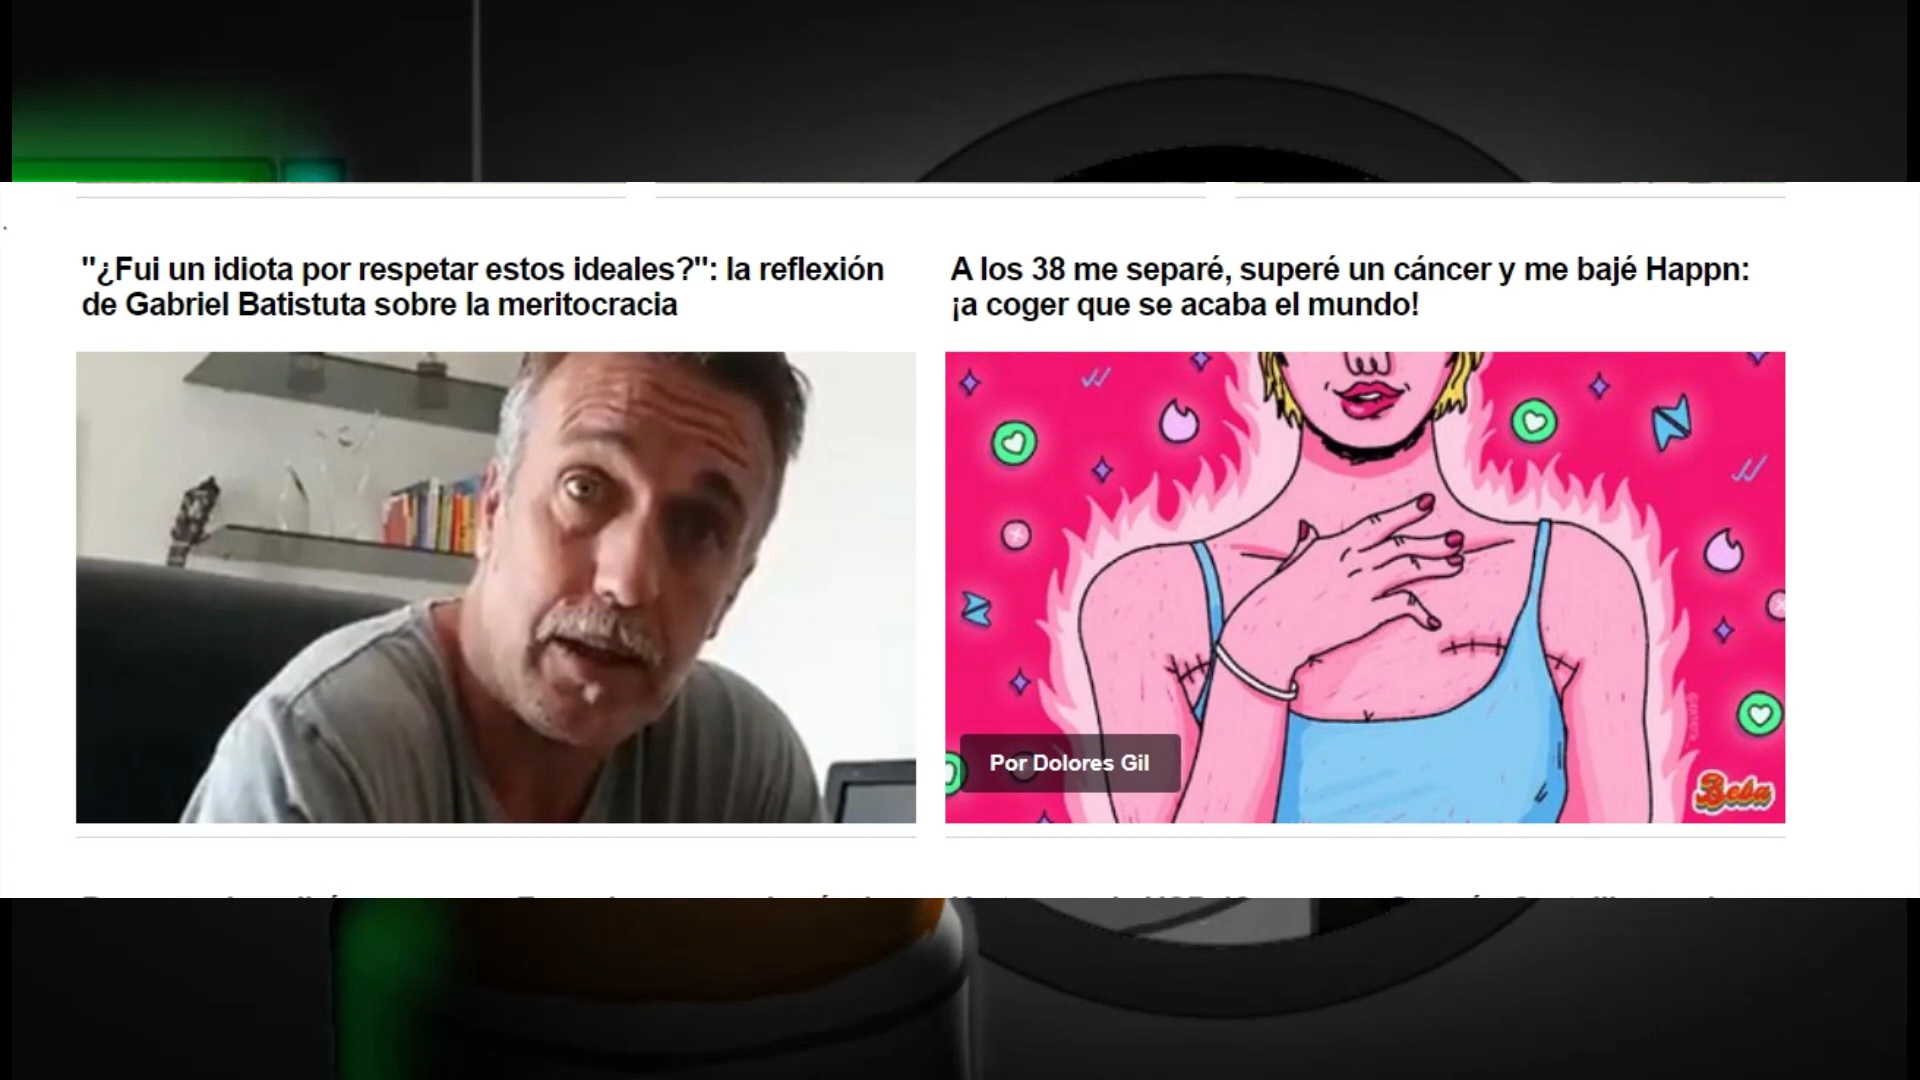 "¿Fui un idiota por respetar estos ideales?": la reflexión
de Gabriel Batistuta sobre la meritocracia
A los 38 me separé, superé un cáncer y me bajé Happn:
¡a coger que se acaba el mundo!
Por Dolores Gil
Beba